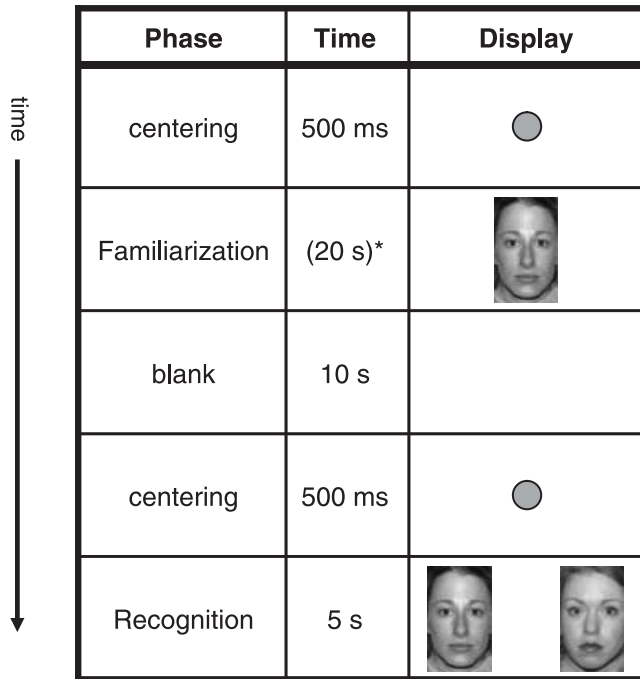 Phase Time Display
time
centering 500 ms
Familiarization (20 s)*
blank 10 s
centering 500 ms
Recognition 5 s